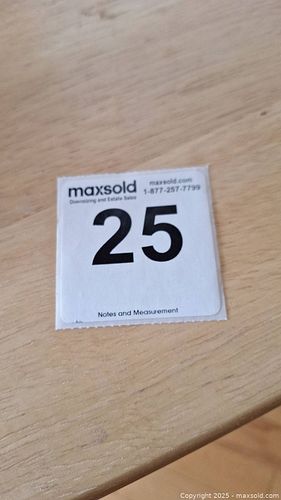 maxsold
Downsizing and Estate Sales
maxsold.com
1-877-257-7799
25
Notes and Measurement
Copyright © 2025 - maxsold.com